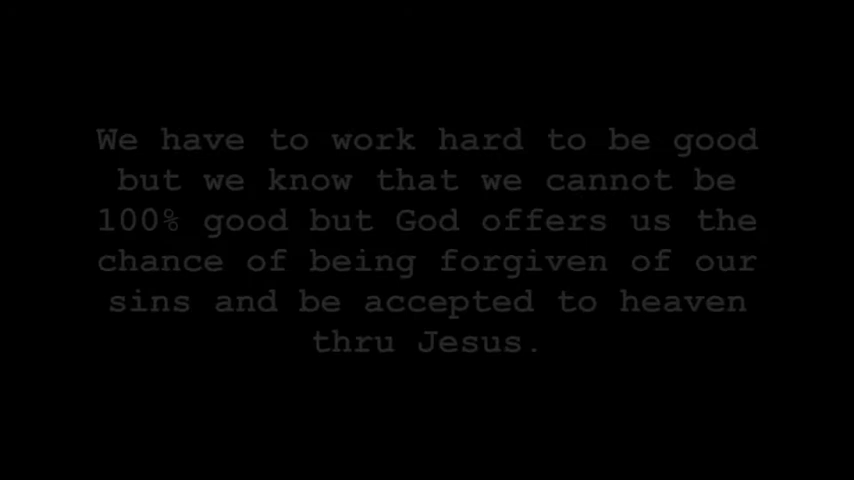 We have to work hard to be good
but we know that we cannot be
100% good but God offers us the
chance of being forgiven of our
sins and be accepted to heaven
thru Jesus.